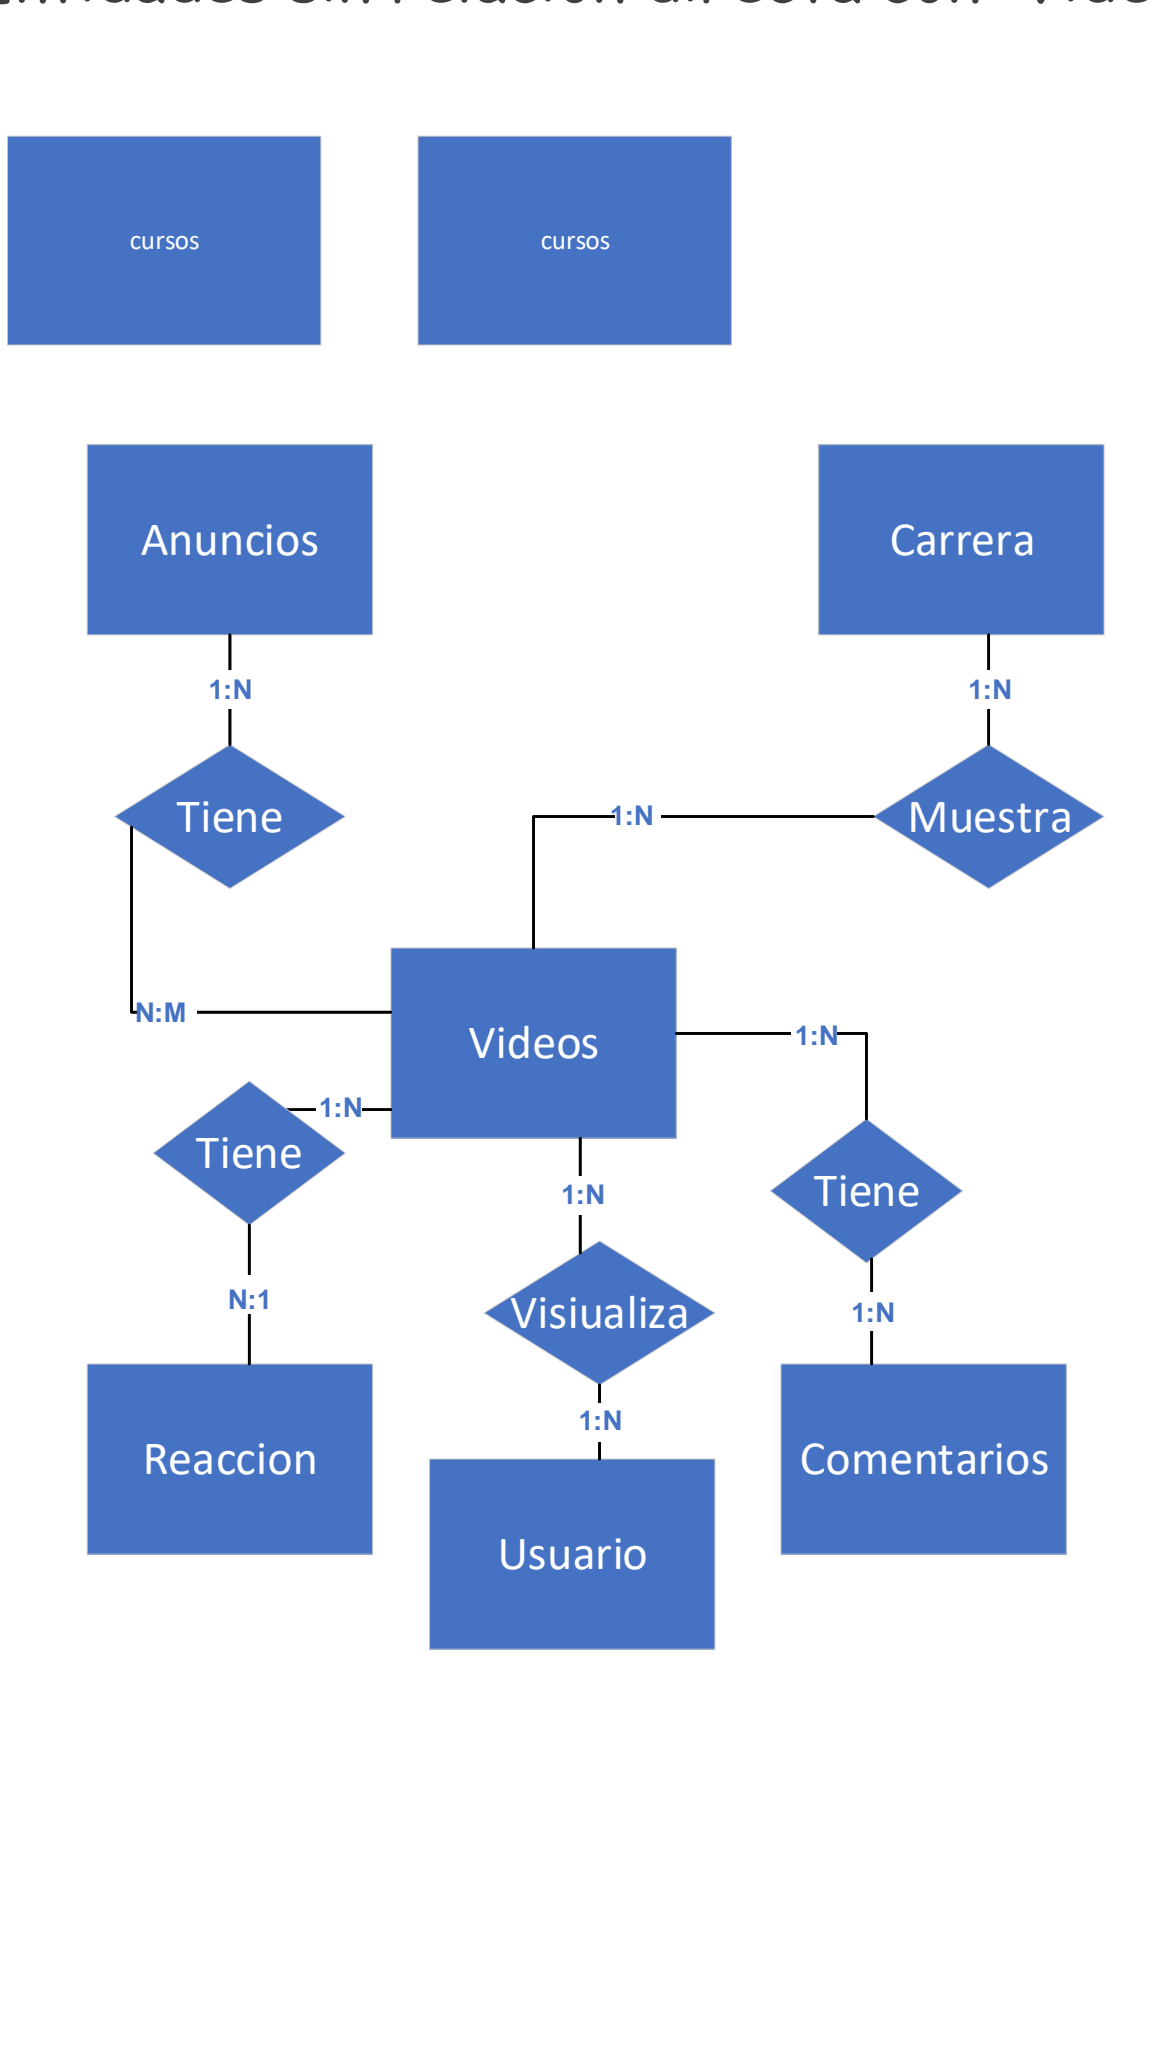 cursos
cursos
Anuncios
Carrera
1:N
1:N
Tiene
1:N
Muestra
N:M
Videos
1:N
1:N
Tiene
Tiene
1:N
N:1
Visiualiza
1:N
1:N
Reaccion
Comentarios
Usuario